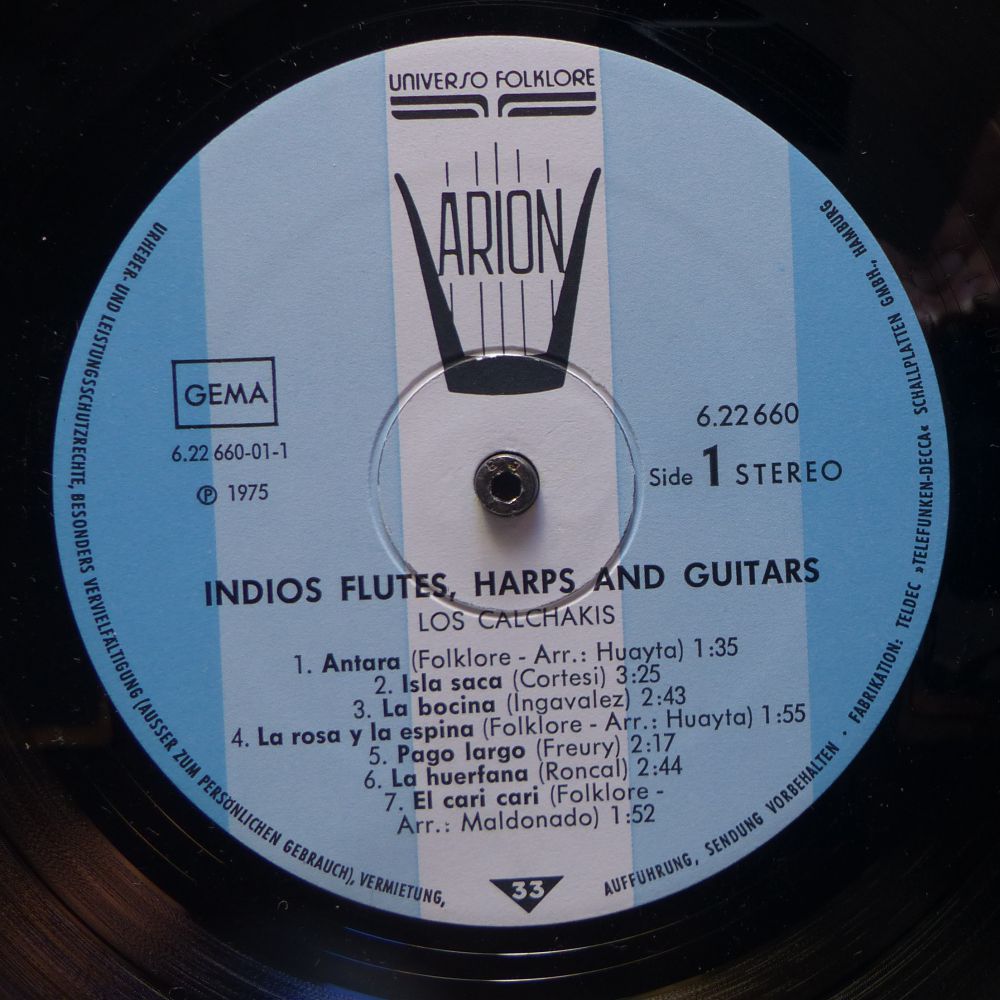 UNIVERSO FOLKLORE
ARION
GEMA
6.22 660-01-1
℗ 1975
6.22 660
Side 1 STEREO
INDIOS FLUTES, HARPS AND GUITARS
LOS CALCHAKIS
1. Antara (Folklore - Arr.: Huayta) 1:35
2. Isla saca (Cortesi) 3:25
3. La bocina (Ingavalez) 2:43
4. La rosa y la espina (Folklore - Arr.: Huayta) 1:55
5. Pago largo (Freury) 2:17
6. La huerfana (Roncal) 2:44
7. El cari cari (Folklore -
Arr.: Maldonado) 1:52
33
URHEBER- UND LEISTUNGSSCHUTZRECHTE, BESONDERS VERVIELFÄLTIGUNG (AUSSER ZUM PERSÖNLICHEN GEBRAUCH), VERMIETUNG, AUFFÜHRUNG, SENDUNG VORBEHALTEN · FABRIKATION: TELDEC »TELEFUNKEN-DECCA« SCHALLPLATTEN GMBH., HAMBURG